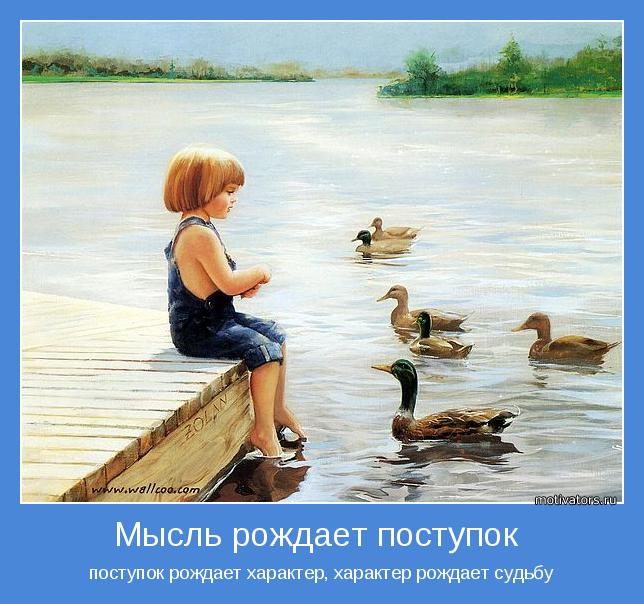 ZOLAN
www.wallcoo.com
motivators.ru
Мысль рождает поступок
поступок рождает характер, характер рождает судьбу